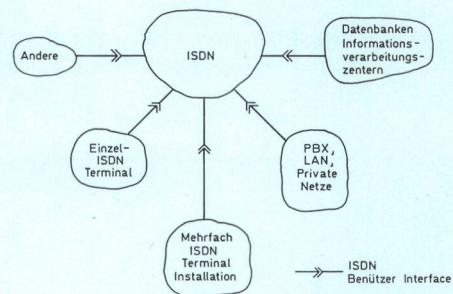 Andere
ISDN
Datenbanken
Informations-
verarbeitungs-
zentern
Einzel-
ISDN
Terminal
PBX,
LAN,
Private
Netze
Mehrfach
ISDN
Terminal
Installation
ISDN
Benützer Interface